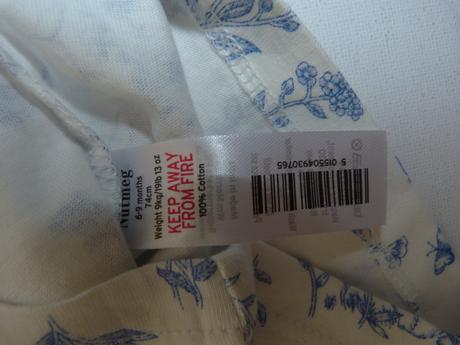 Nutmeg
6-9 months
74cm
Weight 9kg/19lb 13 oz
KEEP AWAY
FROM FIRE
100% Cotton
5 015504 930765